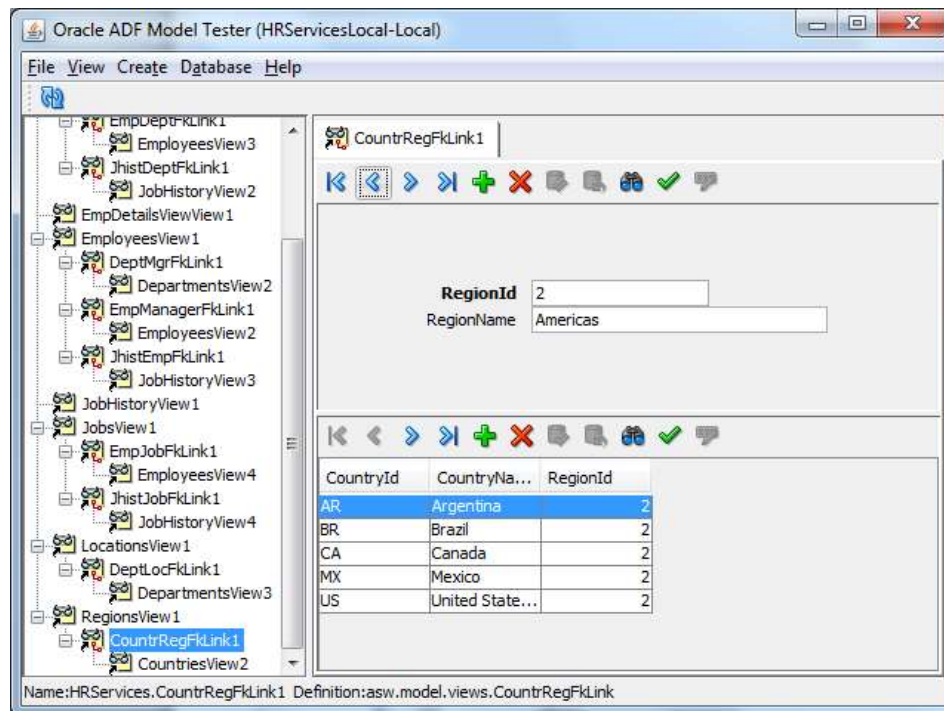 Oracle ADF Model Tester (HRServicesLocal-Local)
File View Create Database Help
EmpDeptFkLink1
EmployeesView3
JhistDeptFkLink1
JobHistoryView2
EmpDetailsViewView1
EmployeesView1
DeptMgrFkLink1
DepartmentsView2
EmpManagerFkLink1
EmployeesView2
JhistEmpFkLink1
JobHistoryView3
JobHistoryView1
JobsView1
EmpJobFkLink1
EmployeesView4
JhistJobFkLink1
JobHistoryView4
LocationsView1
DeptLocFkLink1
DepartmentsView3
RegionsView1
CountrRegFkLink1
CountriesView2
CountrRegFkLink1
RegionId 2
RegionName Americas
CountryId CountryNa... RegionId
AR Argentina 2
BR Brazil 2
CA Canada 2
MX Mexico 2
US United State... 2
Name:HRServices.CountrRegFkLink1 Definition:asw.model.views.CountrRegFkLink